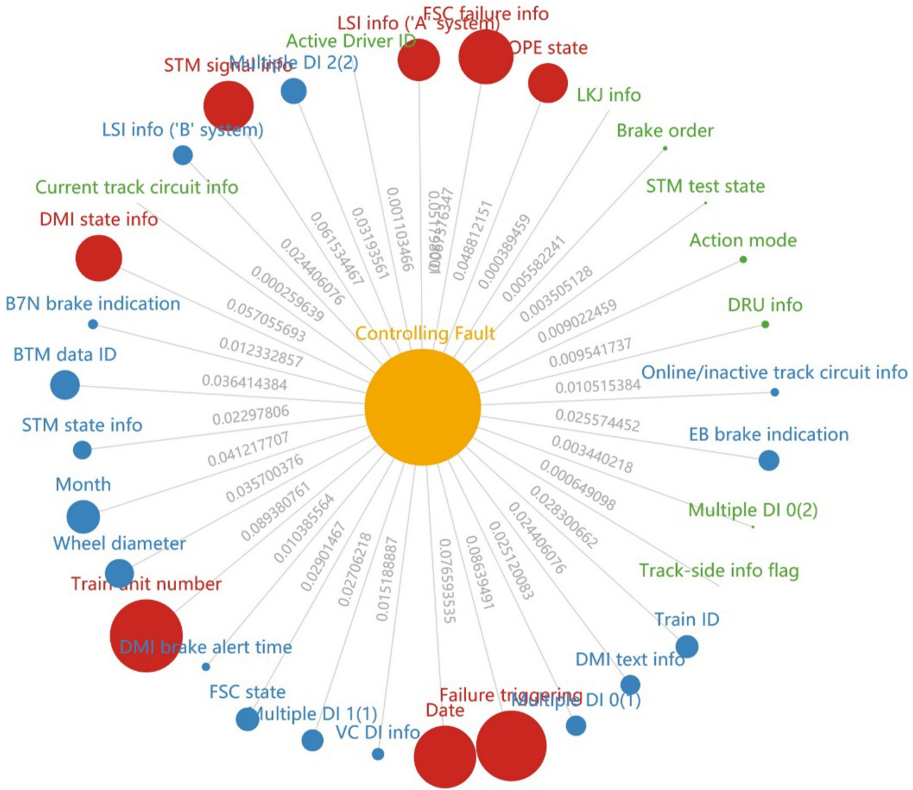 FSC failure info
LSI info ('A' system)
Active Driver ID
OPE state
STM signal info
Multiple DI 2(2)
LKJ info
LSI info ('B' system)
Brake order
Current track circuit info
STM test state
DMI state info
Action mode
B7N brake indication
DRU info
Controlling Fault
BTM data ID
Online/inactive track circuit info
STM state info
EB brake indication
Month
Multiple DI 0(2)
Wheel diameter
Track-side info flag
Train unit number
Train ID
DMI brake alert time
DMI text info
FSC state
Failure triggering
Multiple DI 0(1)
Multiple DI 1(1)
Date
VC DI info
0.048812151
0.000389459
0.005582241
0.003505128
0.009022459
0.009541737
0.010515384
0.025574452
0.003440218
0.000649098
0.028300662
0.024406076
0.025120083
0.08639491
0.076593535
0.015188887
0.02706218
0.02901467
0.010385564
0.089380761
0.035700376
0.041217707
0.02297806
0.036414384
0.012332857
0.057055693
0.000259639
0.024406076
0.061534467
0.03193561
0.001103466